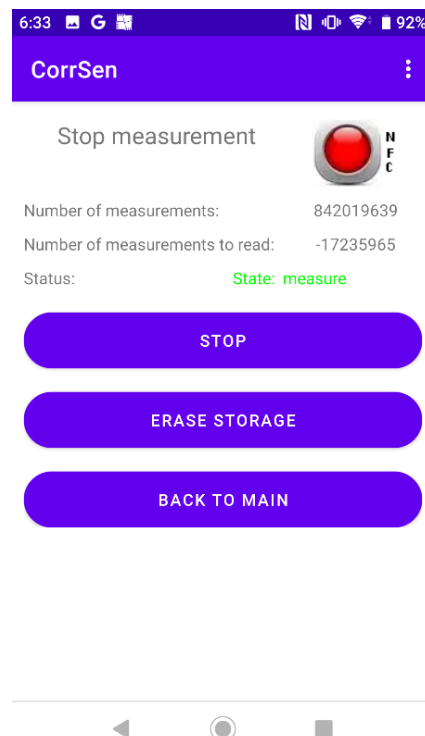 6:33 G 92%
CorrSen
Stop measurement
N
F
C
Number of measurements: 842019639
Number of measurements to read: -17235965
Status: State: measure
STOP
ERASE STORAGE
BACK TO MAIN